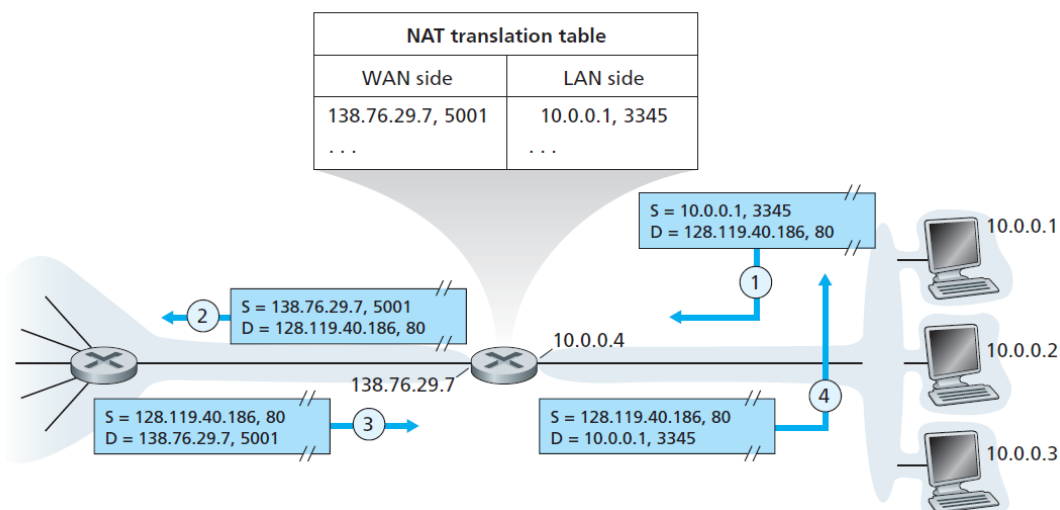 NAT translation table
WAN side LAN side
138.76.29.7, 5001 10.0.0.1, 3345
. . . . . .
S = 10.0.0.1, 3345
D = 128.119.40.186, 80
10.0.0.1
1
2
S = 138.76.29.7, 5001
D = 128.119.40.186, 80
10.0.0.4
10.0.0.2
138.76.29.7
S = 128.119.40.186, 80
D = 138.76.29.7, 5001
3
S = 128.119.40.186, 80
D = 10.0.0.1, 3345
4
10.0.0.3